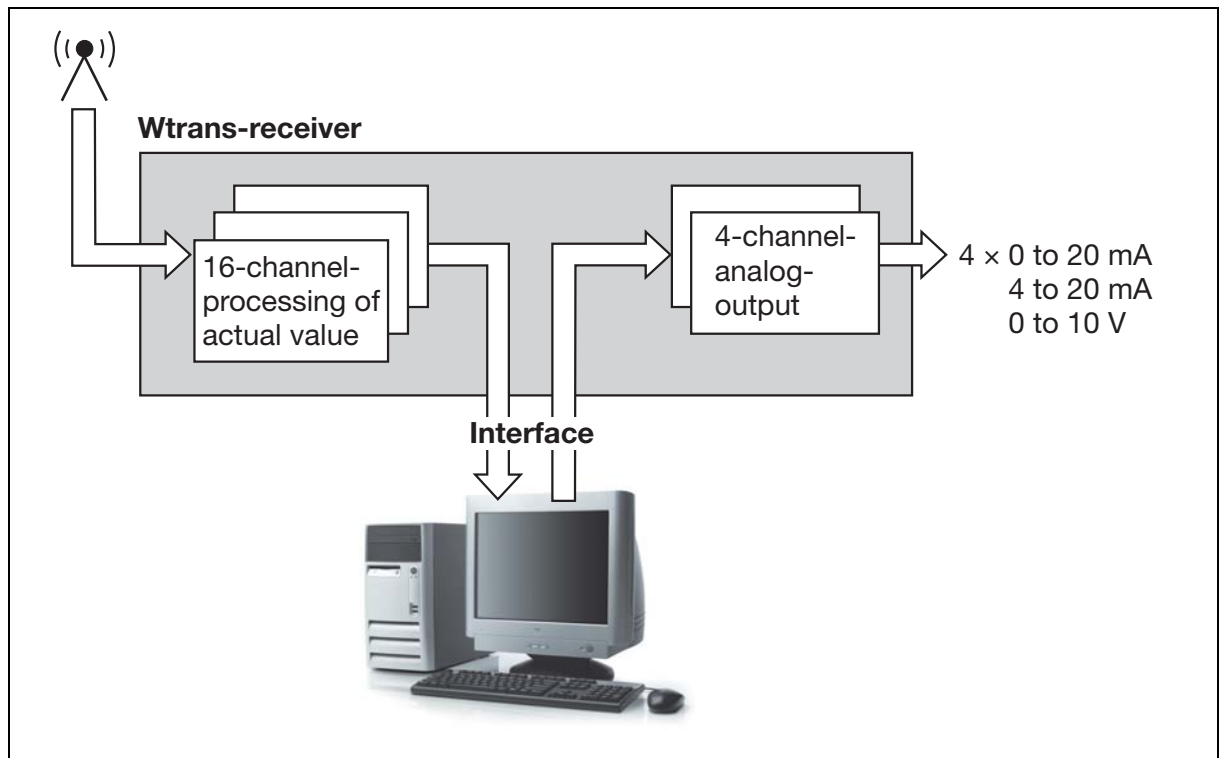 Wtrans-receiver
16-channel-
processing of
actual value
4-channel-
analog-
output
4 × 0 to 20 mA
4 to 20 mA
0 to 10 V
Interface